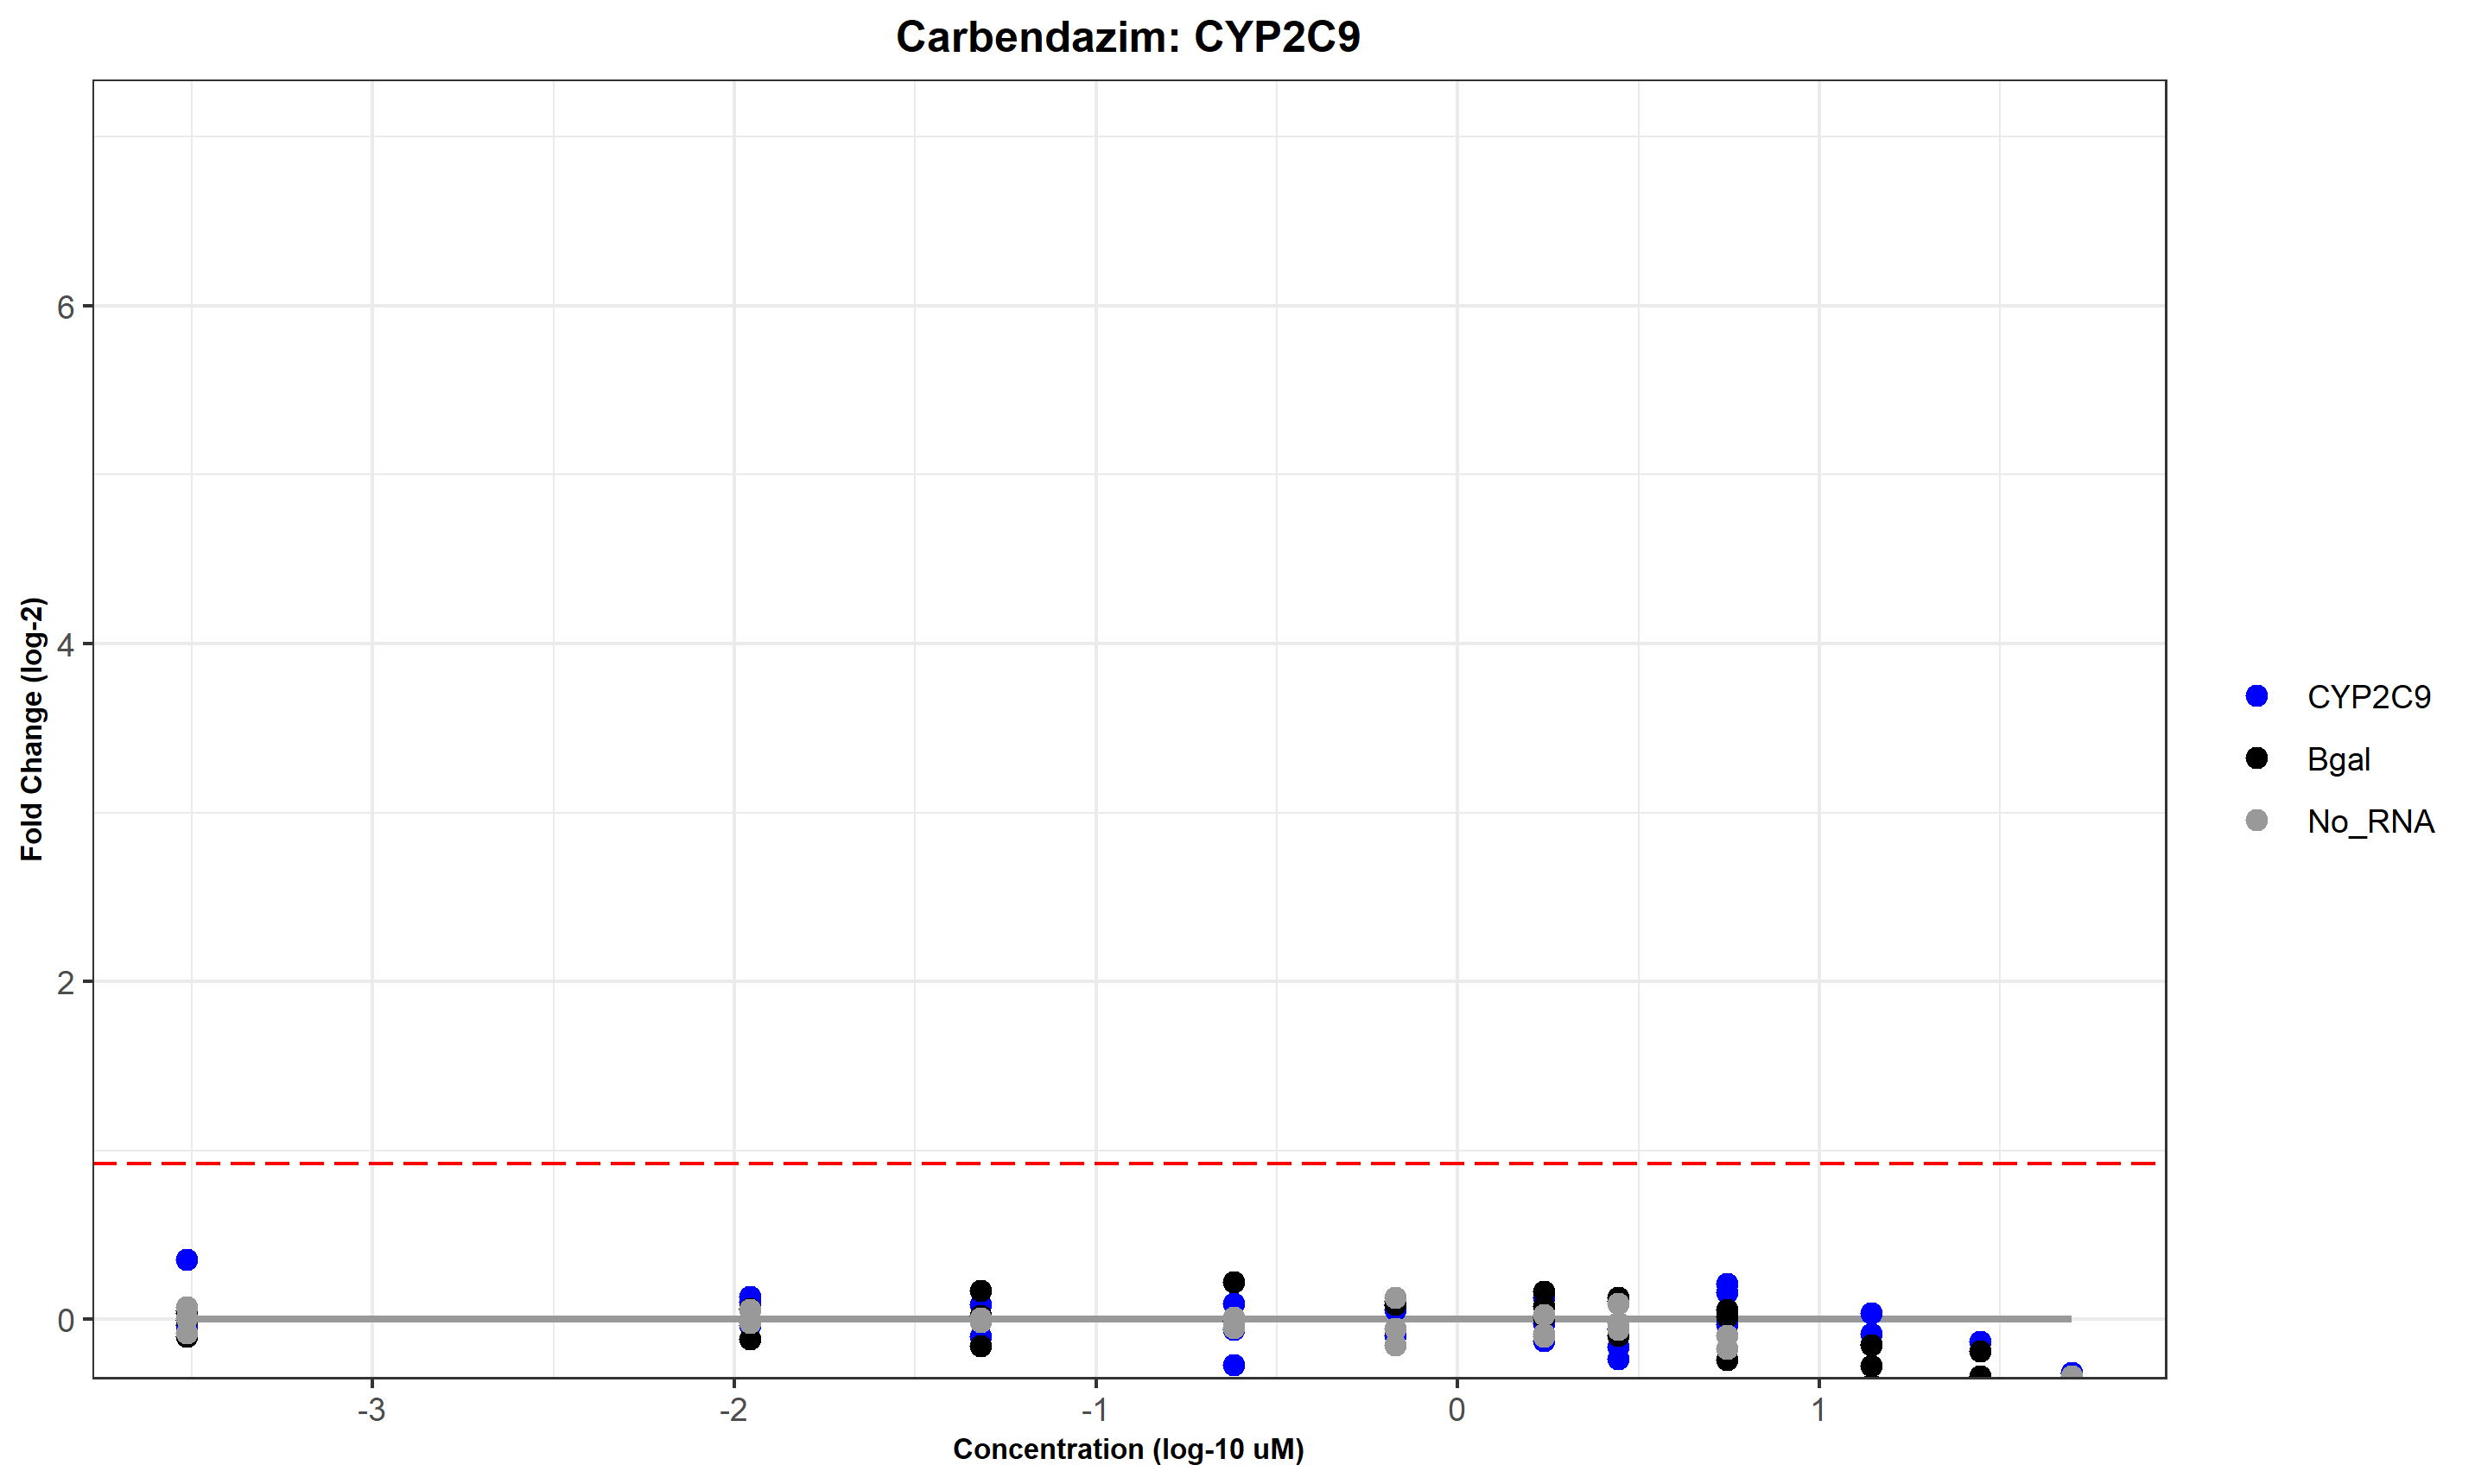 Carbendazim: CYP2C9
Fold Change (log-2)
6
4
2
0
-3
-2
-1
0
1
Concentration (log-10 uM)
CYP2C9
Bgal
No_RNA